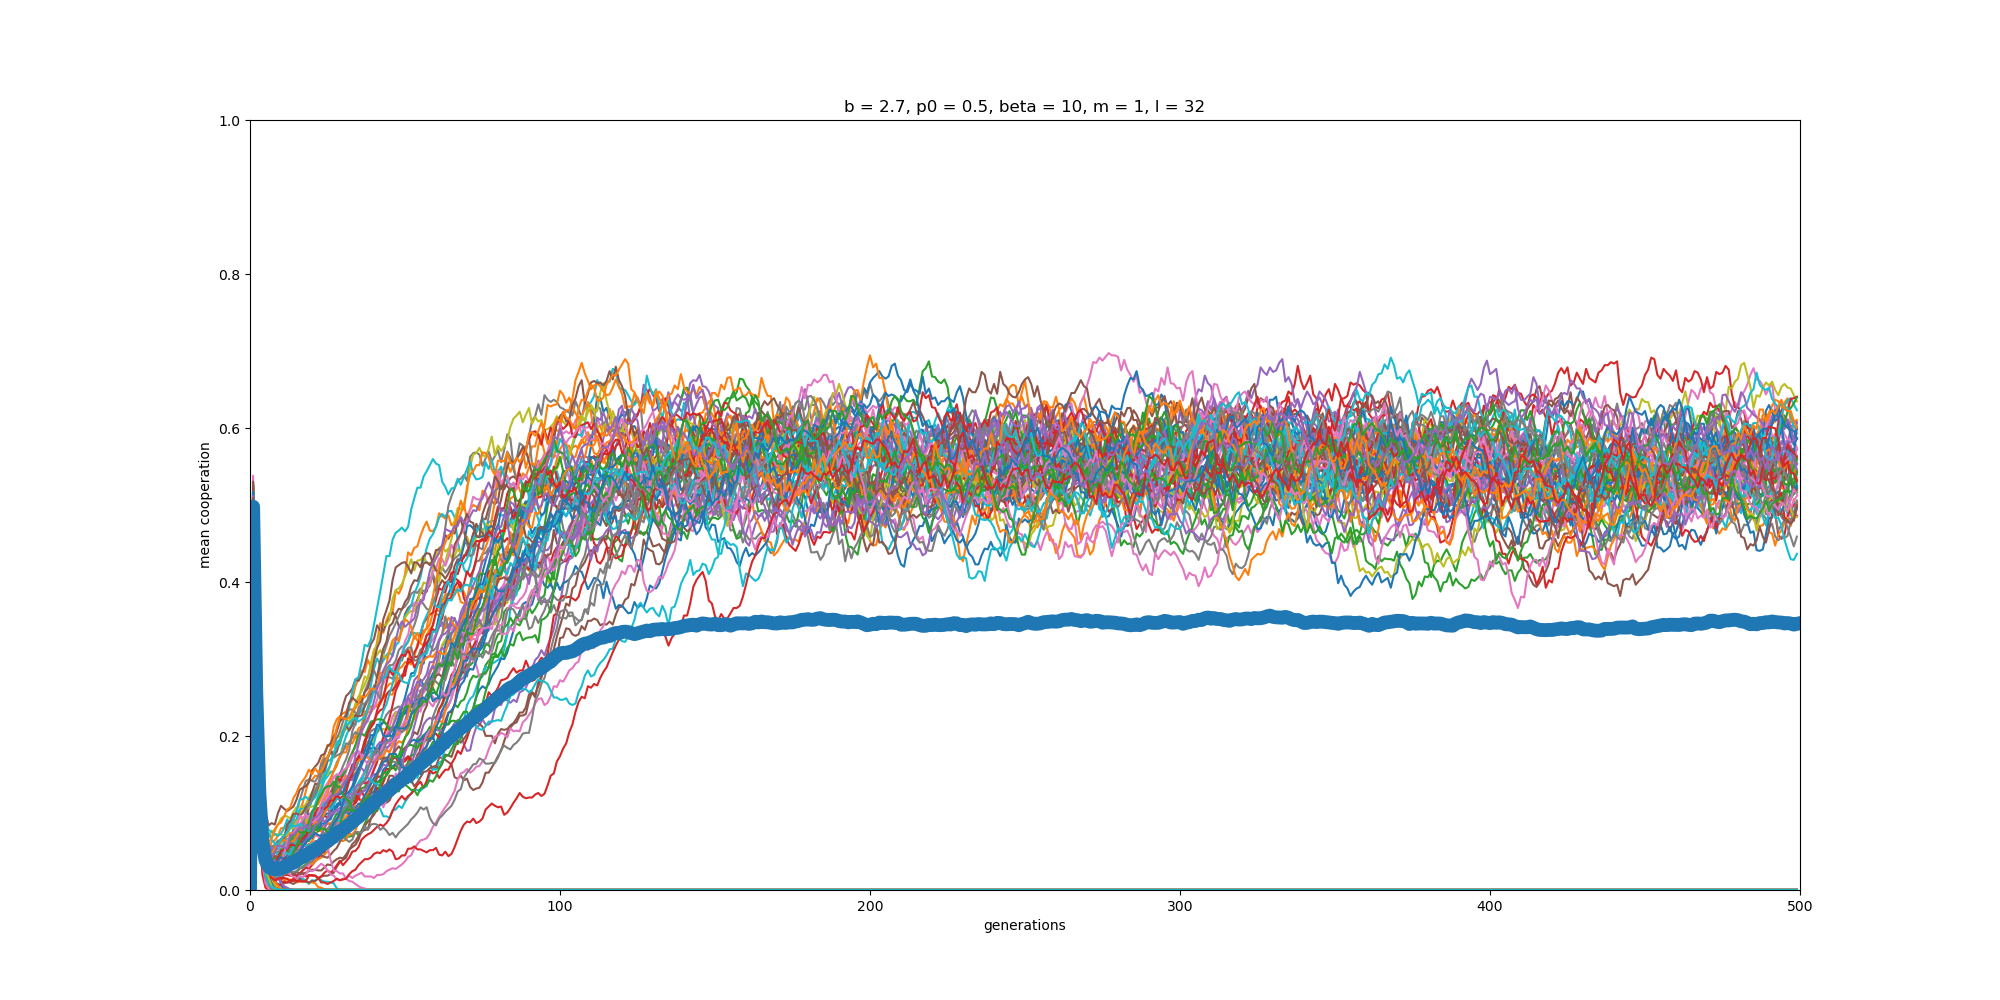 b = 2.7, p0 = 0.5, beta = 10, m = 1, l = 32
1.0
0.8
0.6
0.4
0.2
0.0
mean cooperation
0 100 200 300 400 500
generations